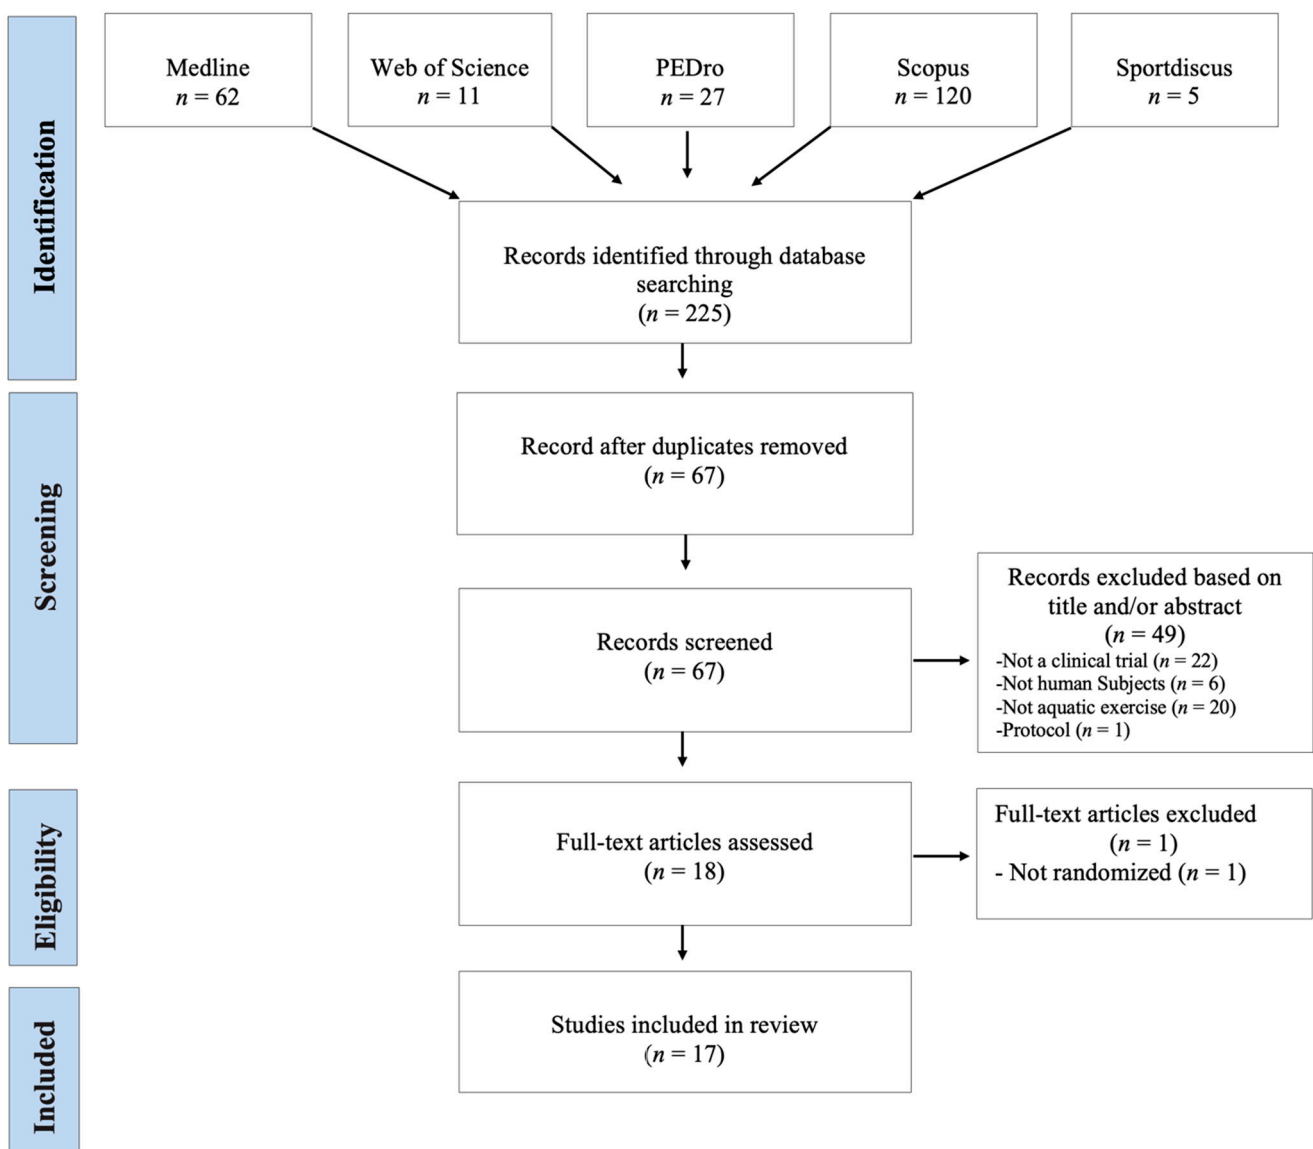 Identification
Medline
n = 62
Web of Science
n = 11
PEDro
n = 27
Scopus
n = 120
Sportdiscus
n = 5
Records identified through database
searching
(n = 225)
Screening
Record after duplicates removed
(n = 67)
Records screened
(n = 67)
Records excluded based on
title and/or abstract
(n = 49)
-Not a clinical trial (n = 22)
-Not human Subjects (n = 6)
-Not aquatic exercise (n = 20)
-Protocol (n = 1)
Eligibility
Full-text articles assessed
(n = 18)
Full-text articles excluded
(n = 1)
- Not randomized (n = 1)
Included
Studies included in review
(n = 17)